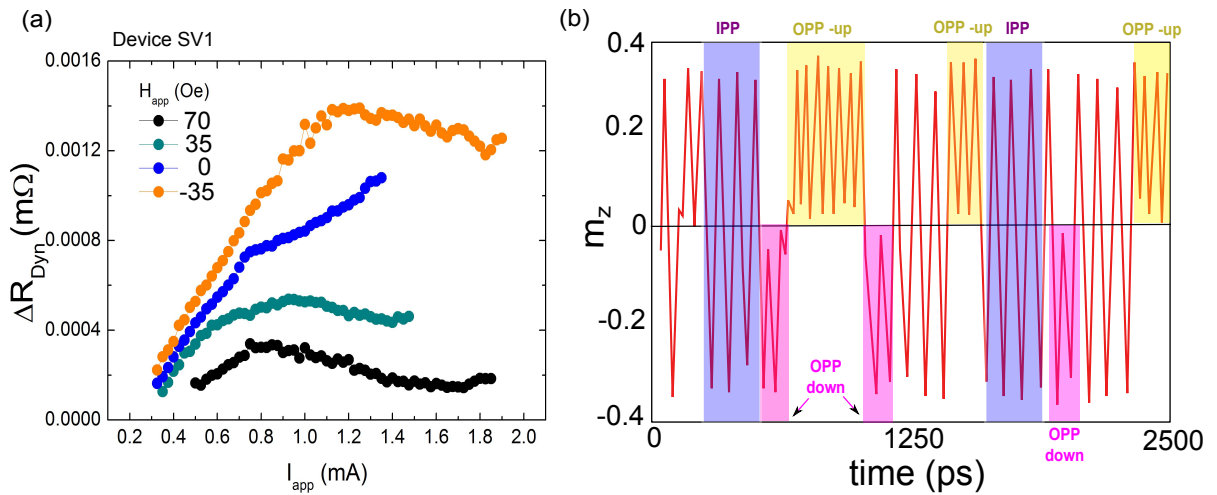 (a)
Device SV1
0.0016
0.0012
0.0008
0.0004
0.0000
ΔR_Dyn (mΩ)
H_app (Oe)
70
35
0
-35
0.2 0.4 0.6 0.8 1.0 1.2 1.4 1.6 1.8 2.0
I_app (mA)
(b)
IPP OPP -up OPP -up IPP OPP -up
0.4
0.2
0
-0.2
-0.4
m_z
OPP
down
OPP
down
0 1250 2500
time (ps)